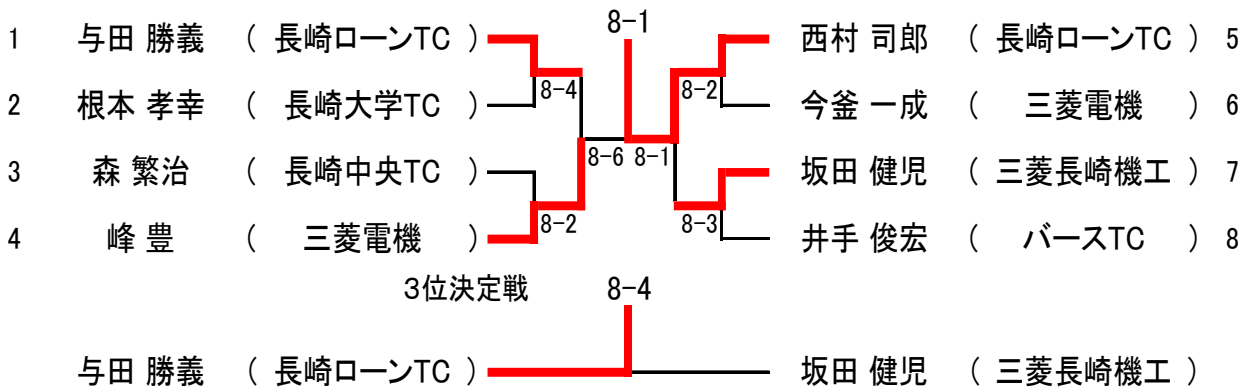 8-1
1 与田 勝義 ( 長崎ローンTC ) 西村 司郎 ( 長崎ローンTC ) 5
8-4 8-2
2 根本 孝幸 ( 長崎大学TC ) 今釜 一成 ( 三菱電機 ) 6
8-6 8-1
3 森 繁治 ( 長崎中央TC ) 坂田 健児 ( 三菱長崎機工 ) 7
8-2 8-3
4 峰 豊 ( 三菱電機 ) 井手 俊宏 ( バースTC ) 8
3位決定戦 8-4
与田 勝義 ( 長崎ローンTC ) 坂田 健児 ( 三菱長崎機工 )